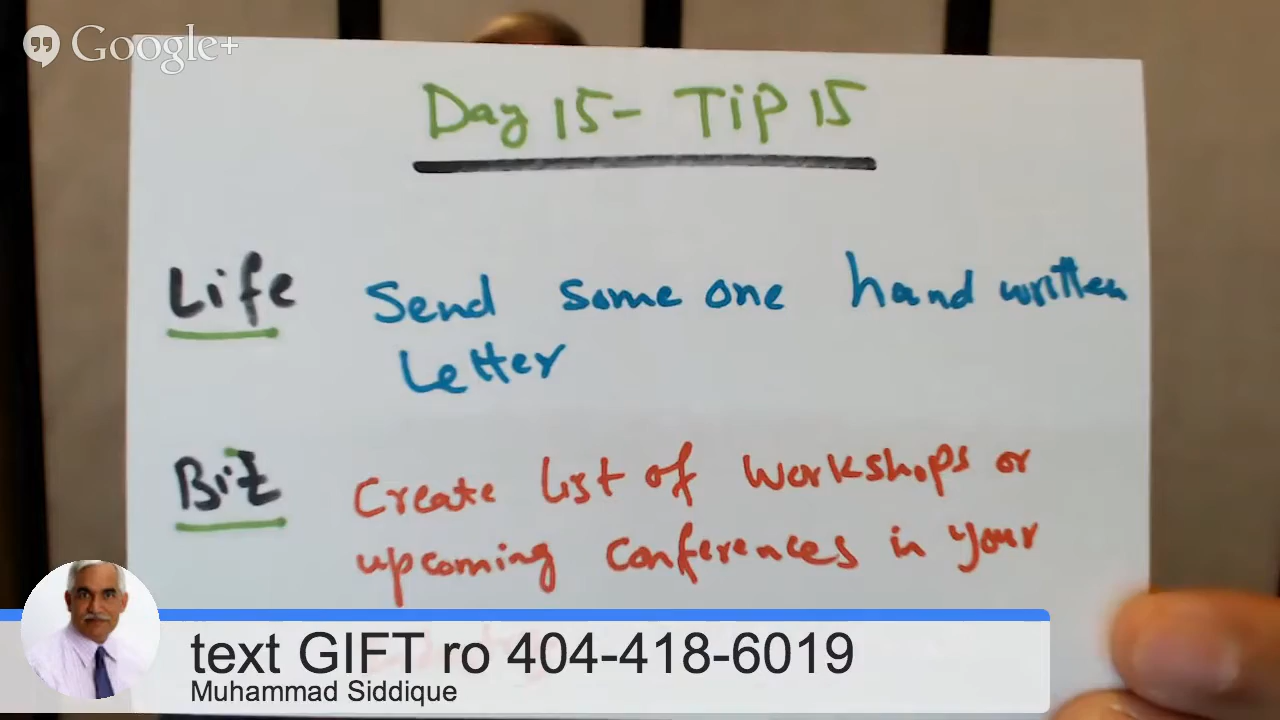 Google+
Day 15- Tip 15
Life Send some one hand written
Letter
Biz Create list of workshops or
upcoming conferences in your
text GIFT ro 404-418-6019
Muhammad Siddique